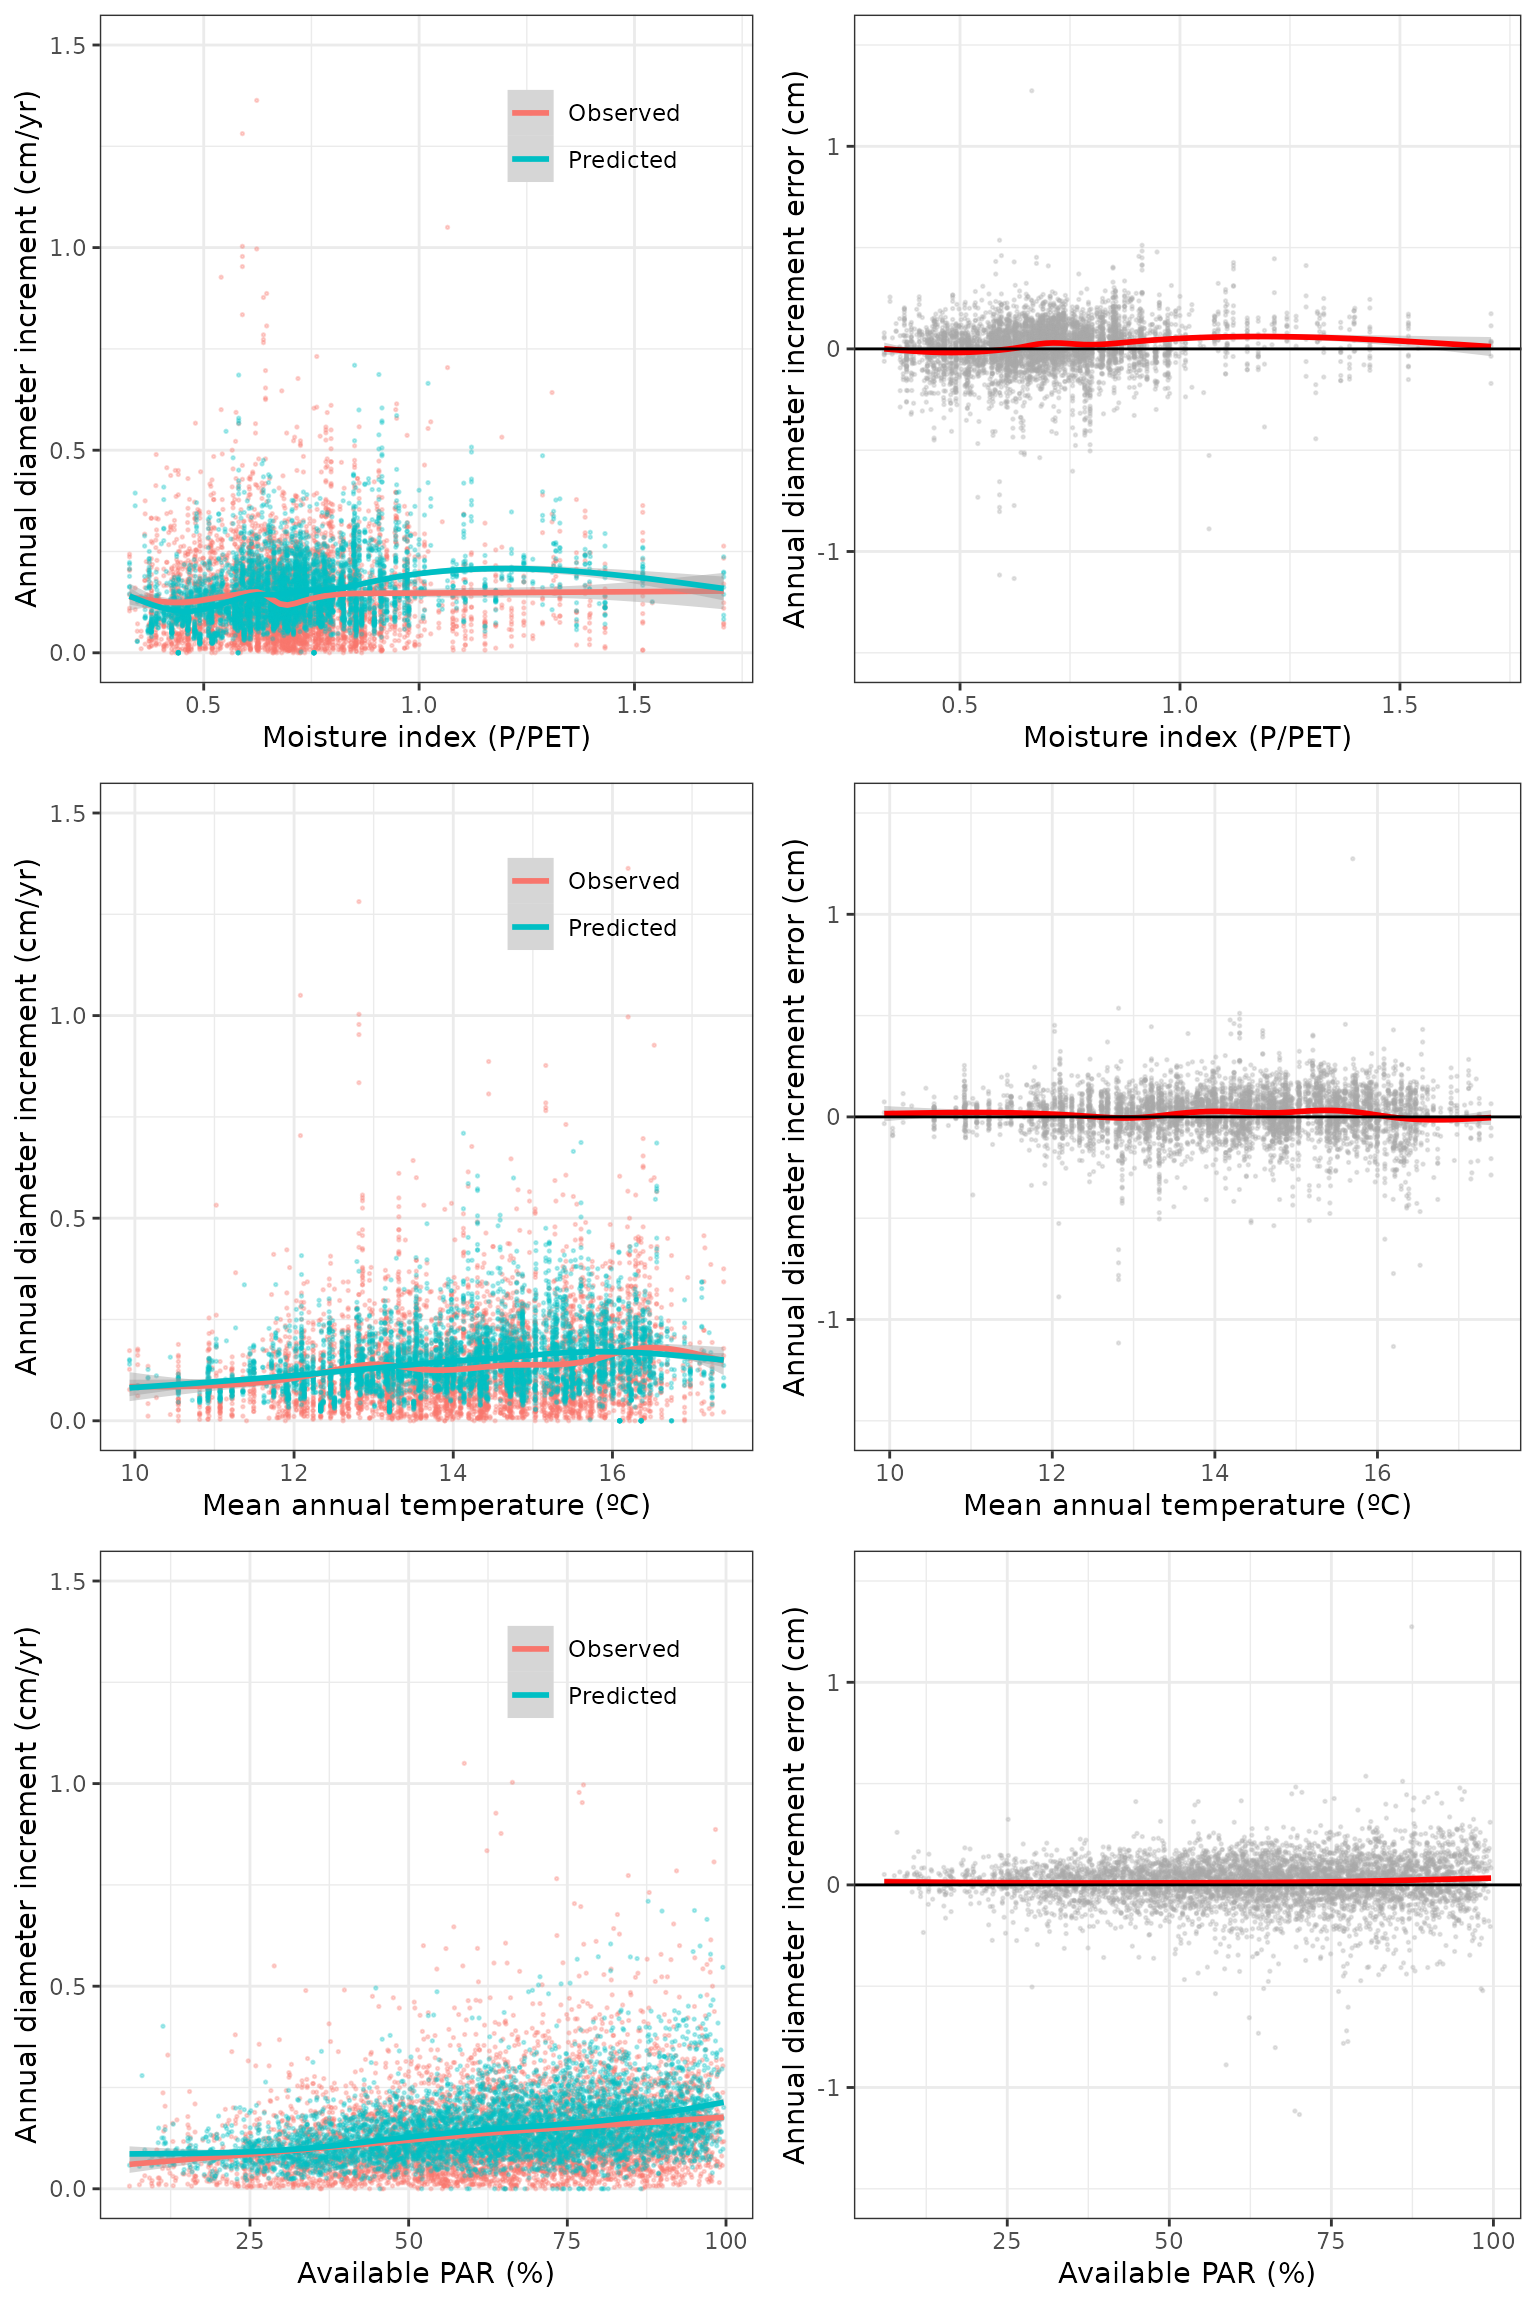 Annual diameter increment (cm/yr)
1.5
1.0
0.5
0.0
Observed
Predicted
0.5 1.0 1.5
Moisture index (P/PET)
Annual diameter increment error (cm)
1
0
-1
0.5 1.0 1.5
Moisture index (P/PET)
Annual diameter increment (cm/yr)
1.5
1.0
0.5
0.0
Observed
Predicted
10 12 14 16
Mean annual temperature (ºC)
Annual diameter increment error (cm)
1
0
-1
10 12 14 16
Mean annual temperature (ºC)
Annual diameter increment (cm/yr)
1.5
1.0
0.5
0.0
Observed
Predicted
25 50 75 100
Available PAR (%)
Annual diameter increment error (cm)
1
0
-1
25 50 75 100
Available PAR (%)